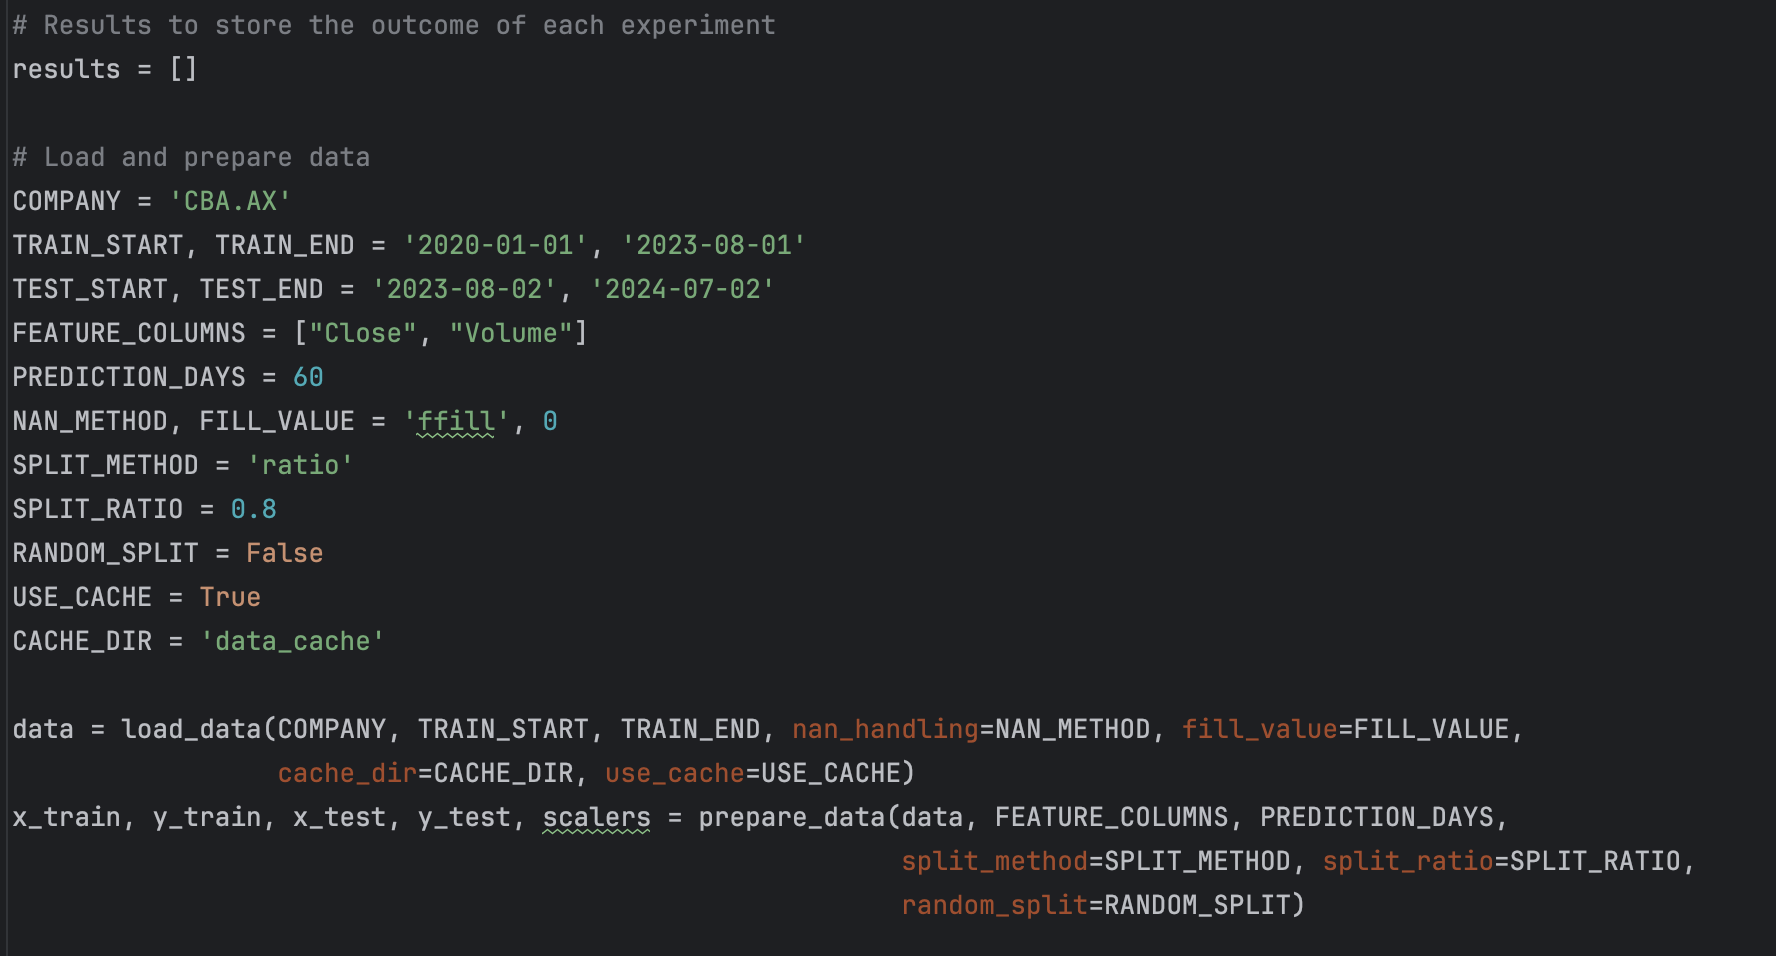 # Results to store the outcome of each experiment
results = []
# Load and prepare data
COMPANY = 'CBA.AX'
TRAIN_START, TRAIN_END = '2020-01-01', '2023-08-01'
TEST_START, TEST_END = '2023-08-02', '2024-07-02'
FEATURE_COLUMNS = ["Close", "Volume"]
PREDICTION_DAYS = 60
NAN_METHOD, FILL_VALUE = 'ffill', 0
SPLIT_METHOD = 'ratio'
SPLIT_RATIO = 0.8
RANDOM_SPLIT = False
USE_CACHE = True
CACHE_DIR = 'data_cache'
data = load_data(COMPANY, TRAIN_START, TRAIN_END, nan_handling=NAN_METHOD, fill_value=FILL_VALUE,
cache_dir=CACHE_DIR, use_cache=USE_CACHE)
x_train, y_train, x_test, y_test, scalers = prepare_data(data, FEATURE_COLUMNS, PREDICTION_DAYS,
split_method=SPLIT_METHOD, split_ratio=SPLIT_RATIO,
random_split=RANDOM_SPLIT)